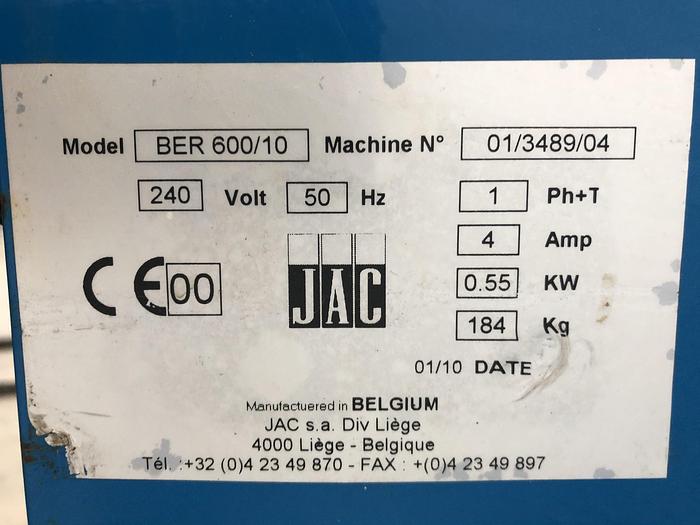 Model BER 600/10 Machine N° 01/3489/04
240 Volt 50 Hz 1 Ph+T
4 Amp
CE 00 JAC 0.55 KW
184 Kg
01/10 DATE
Manufactuered in BELGIUM
JAC s.a. Div Liège
4000 Liège - Belgique
Tél. :+32 (0)4 23 49 870 - FAX : +(0)4 23 49 897